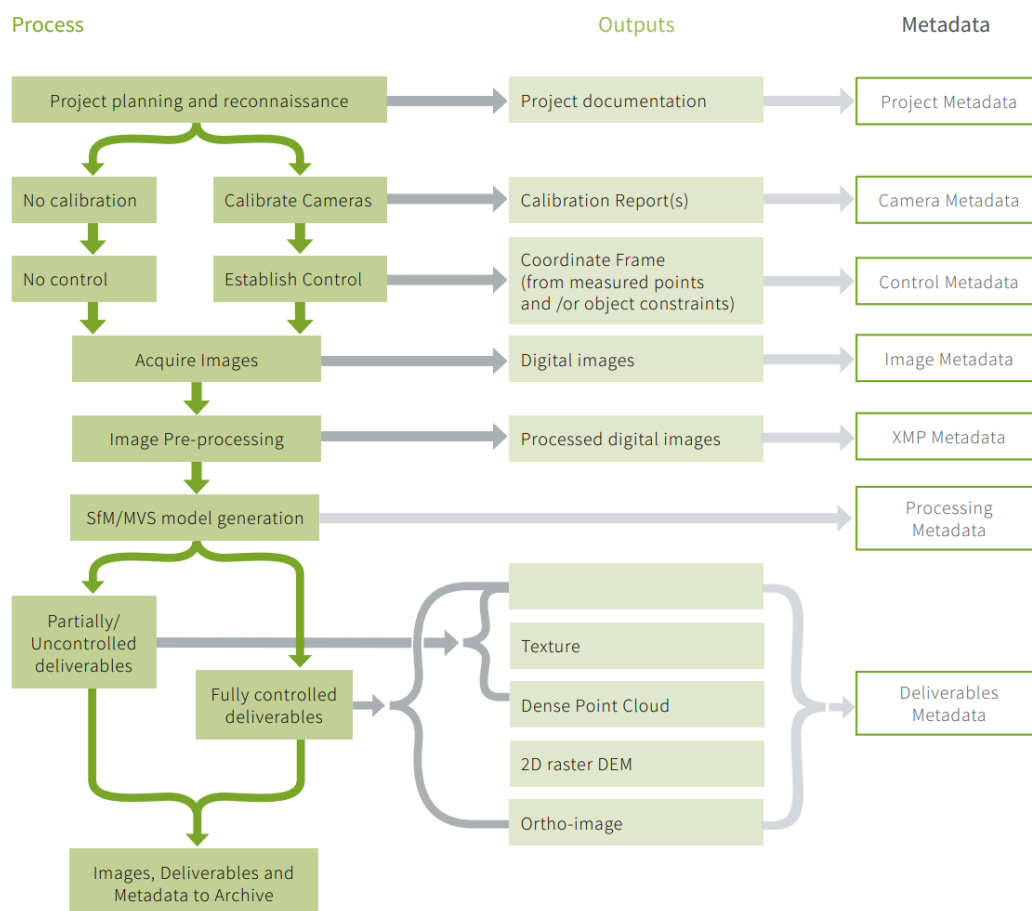 Process
Outputs
Metadata
Project planning and reconnaissance
Project documentation
Project Metadata
No calibration
Calibrate Cameras
Calibration Report(s)
Camera Metadata
No control
Establish Control
Coordinate Frame
(from measured points
and /or object constraints)
Control Metadata
Acquire Images
Digital images
Image Metadata
Image Pre-processing
Processed digital images
XMP Metadata
SfM/MVS model generation
Processing
Metadata
Partially/
Uncontrolled
deliverables
Texture
Fully controlled
deliverables
Dense Point Cloud
Deliverables
Metadata
2D raster DEM
Ortho-image
Images, Deliverables and
Metadata to Archive